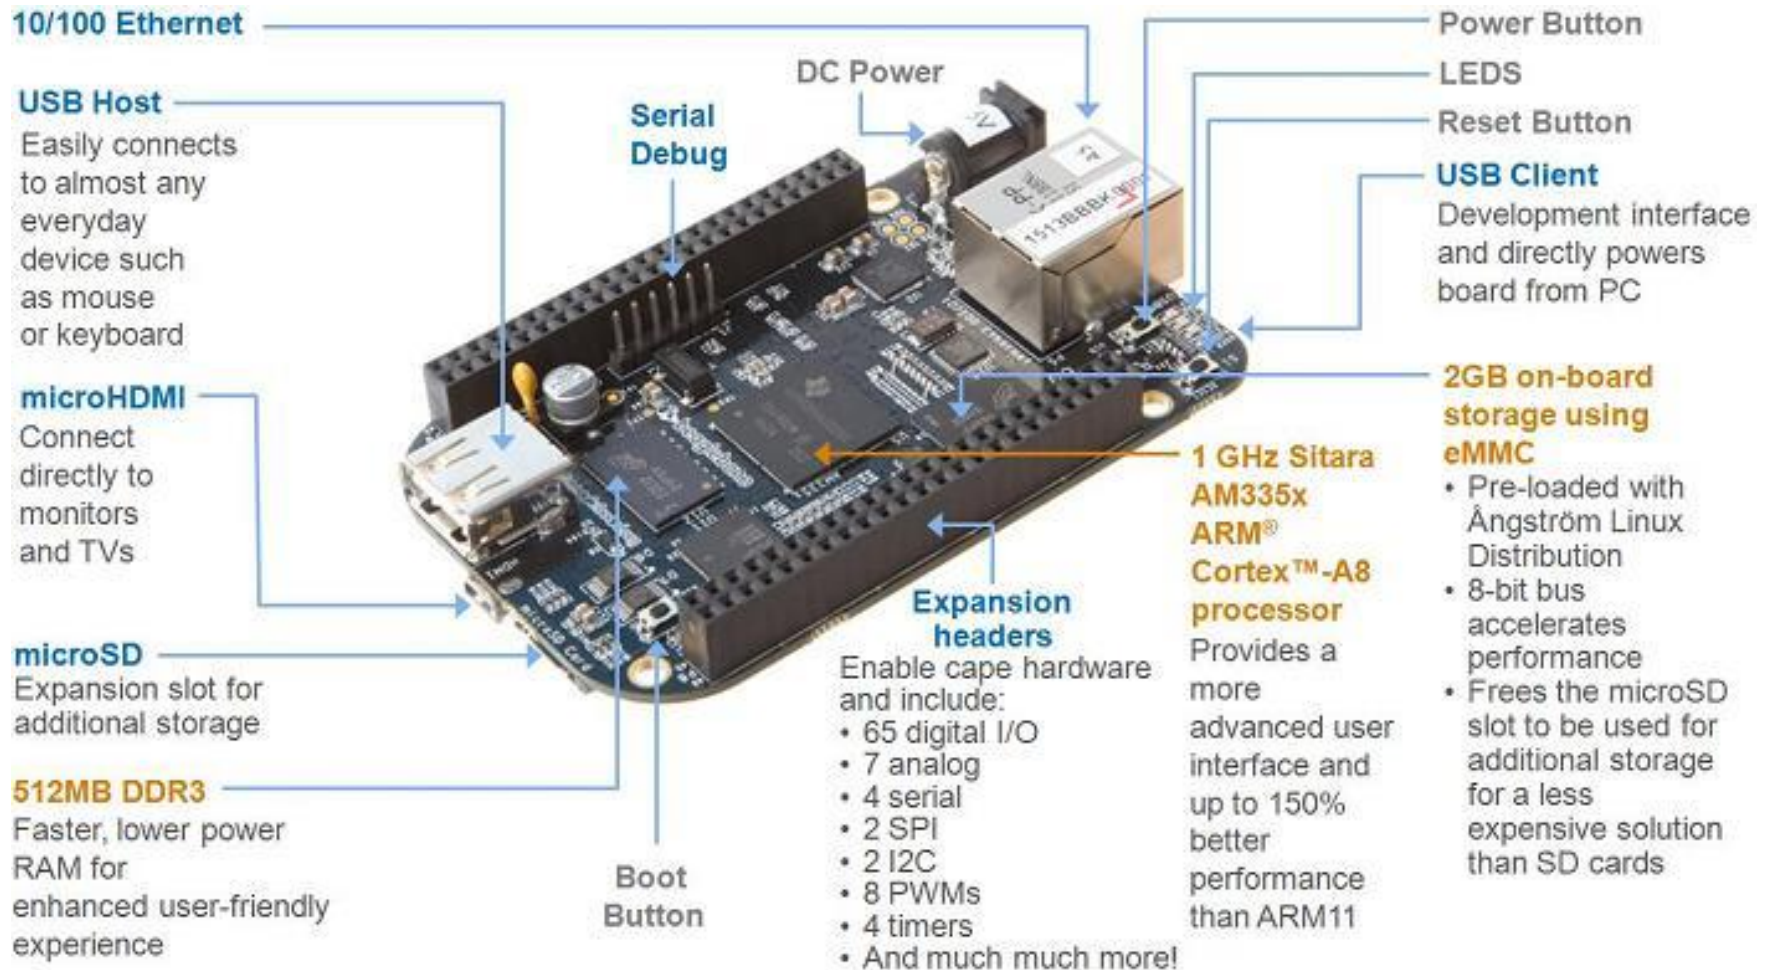 10/100 Ethernet
USB Host
Easily connects
to almost any
everyday
device such
as mouse
or keyboard
microHDMI
Connect
directly to
monitors
and TVs
microSD
Expansion slot for
additional storage
512MB DDR3
Faster, lower power
RAM for
enhanced user-friendly
experience
Serial
Debug
DC Power
1513BBBK
Boot
Button
Expansion
headers
Enable cape hardware
and include:
• 65 digital I/O
• 7 analog
• 4 serial
• 2 SPI
• 2 I2C
• 8 PWMs
• 4 timers
• And much much more!
1 GHz Sitara
AM335x
ARM®
Cortex™-A8
processor
Provides a
more
advanced user
interface and
up to 150%
better
performance
than ARM11
Power Button
LEDS
Reset Button
USB Client
Development interface
and directly powers
board from PC
2GB on-board
storage using
eMMC
• Pre-loaded with
Ångström Linux
Distribution
• 8-bit bus
accelerates
performance
• Frees the microSD
slot to be used for
additional storage
for a less
expensive solution
than SD cards